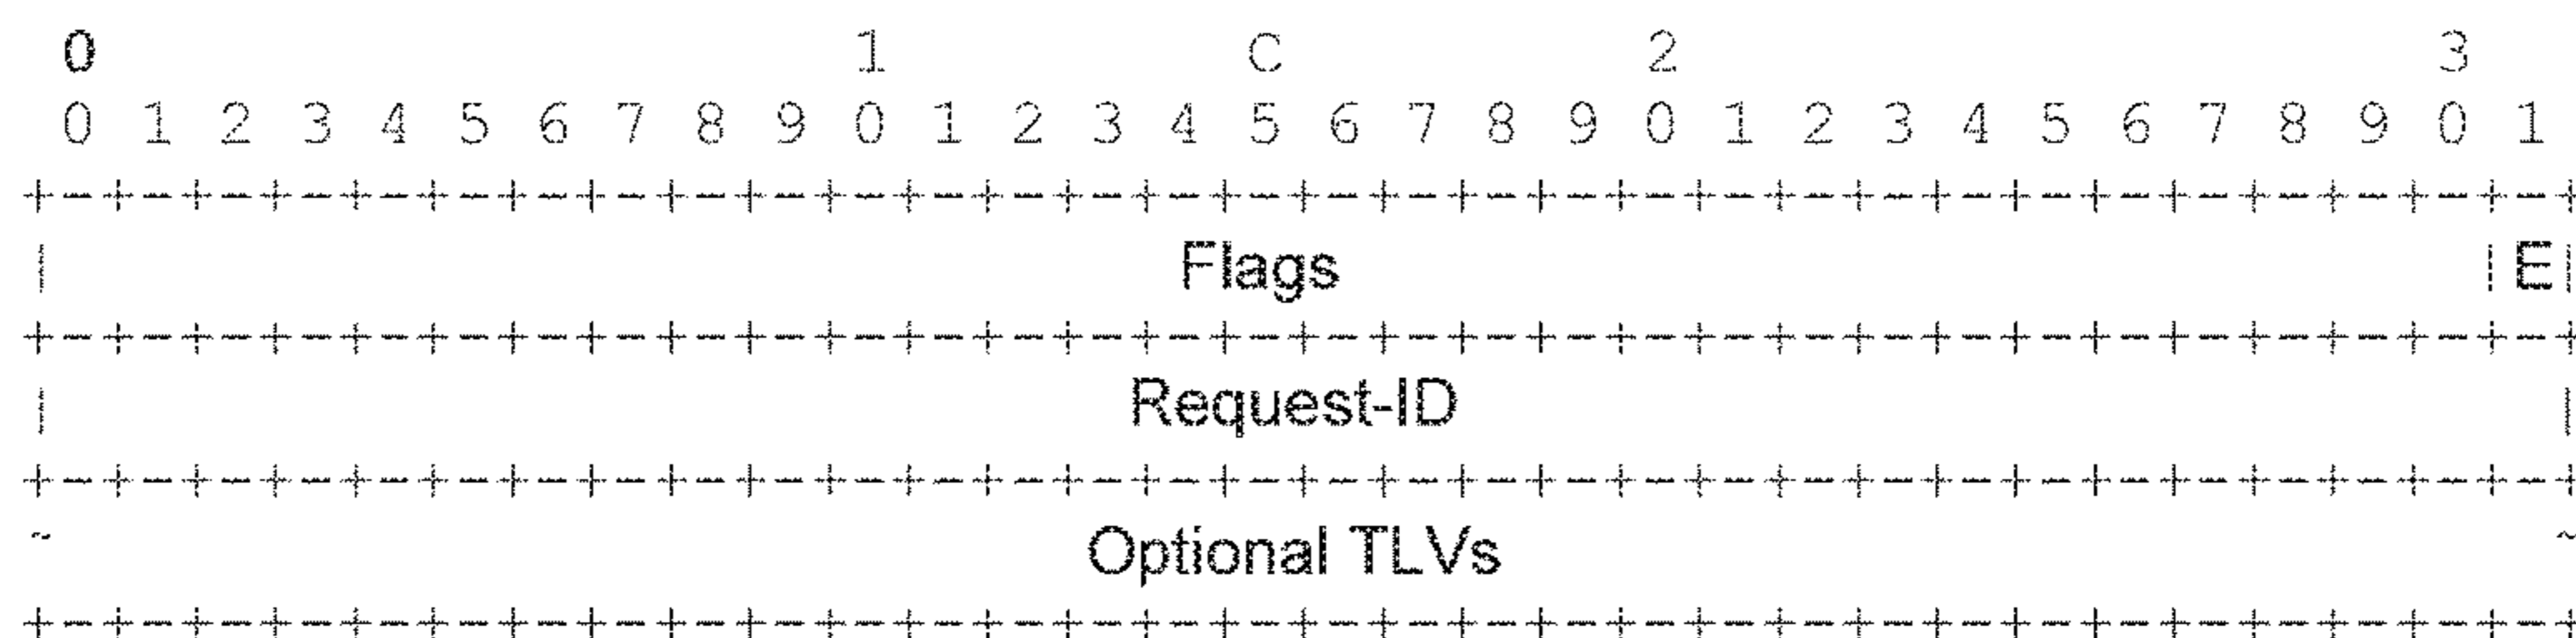 0 1 C 2 3
0 1 2 3 4 5 6 7 8 9 0 1 2 3 4 5 6 7 8 9 0 1 2 3 4 5 6 7 8 9 0 1
+-+-+-+-+-+-+-+-+-+-+-+-+-+-+-+-+-+-+-+-+-+-+-+-+-+-+-+-+-+-+-+-+
| Flags |E|
+-+-+-+-+-+-+-+-+-+-+-+-+-+-+-+-+-+-+-+-+-+-+-+-+-+-+-+-+-+-+-+-+
| Request-ID |
+-+-+-+-+-+-+-+-+-+-+-+-+-+-+-+-+-+-+-+-+-+-+-+-+-+-+-+-+-+-+-+-+
~ Optional TLVs ~
+-+-+-+-+-+-+-+-+-+-+-+-+-+-+-+-+-+-+-+-+-+-+-+-+-+-+-+-+-+-+-+-+